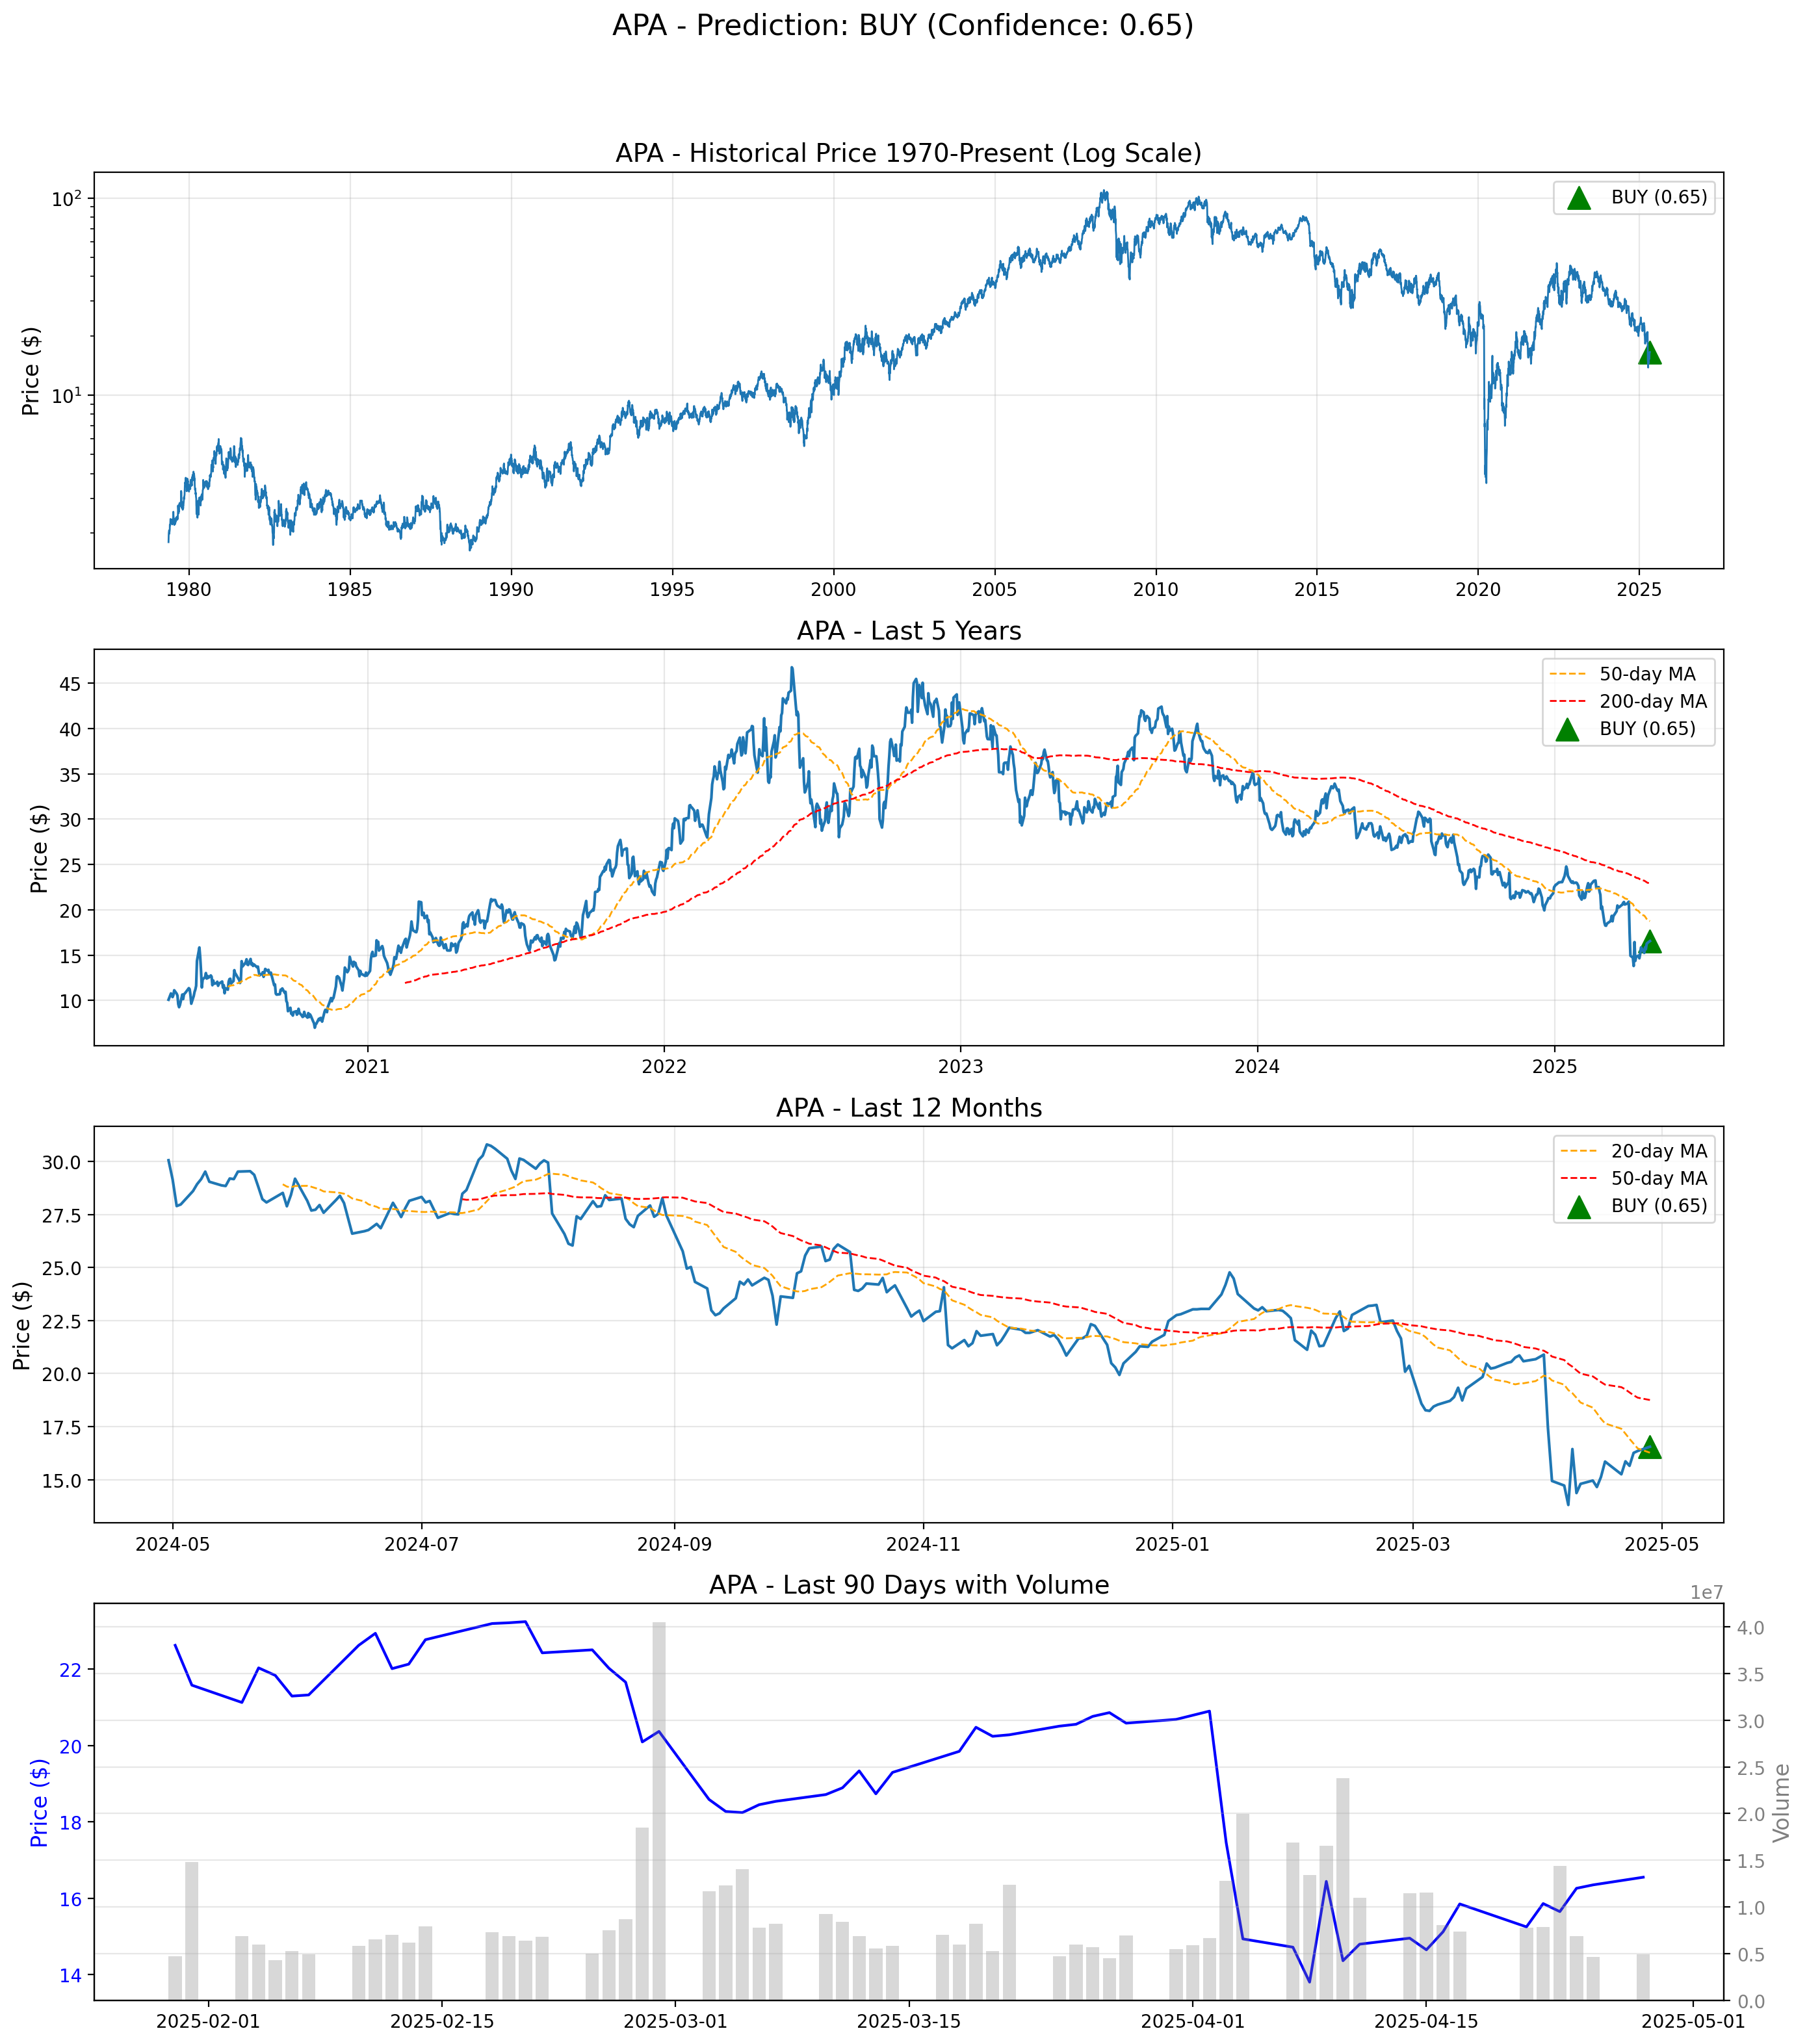 APA - Prediction: BUY (Confidence: 0.65)
APA - Historical Price 1970-Present (Log Scale)
Price ($)
10²
10¹
BUY (0.65)
1980 1985 1990 1995 2000 2005 2010 2015 2020 2025
APA - Last 5 Years
Price ($)
45
40
35
30
25
20
15
10
50-day MA
200-day MA
BUY (0.65)
2021 2022 2023 2024 2025
APA - Last 12 Months
Price ($)
30.0
27.5
25.0
22.5
20.0
17.5
15.0
20-day MA
50-day MA
BUY (0.65)
2024-05 2024-07 2024-09 2024-11 2025-01 2025-03 2025-05
APA - Last 90 Days with Volume
1e7
Price ($)
22
20
18
16
14
4.0
3.5
3.0
2.5
2.0
1.5
1.0
0.5
0.0
Volume
2025-02-01 2025-02-15 2025-03-01 2025-03-15 2025-04-01 2025-04-15 2025-05-01